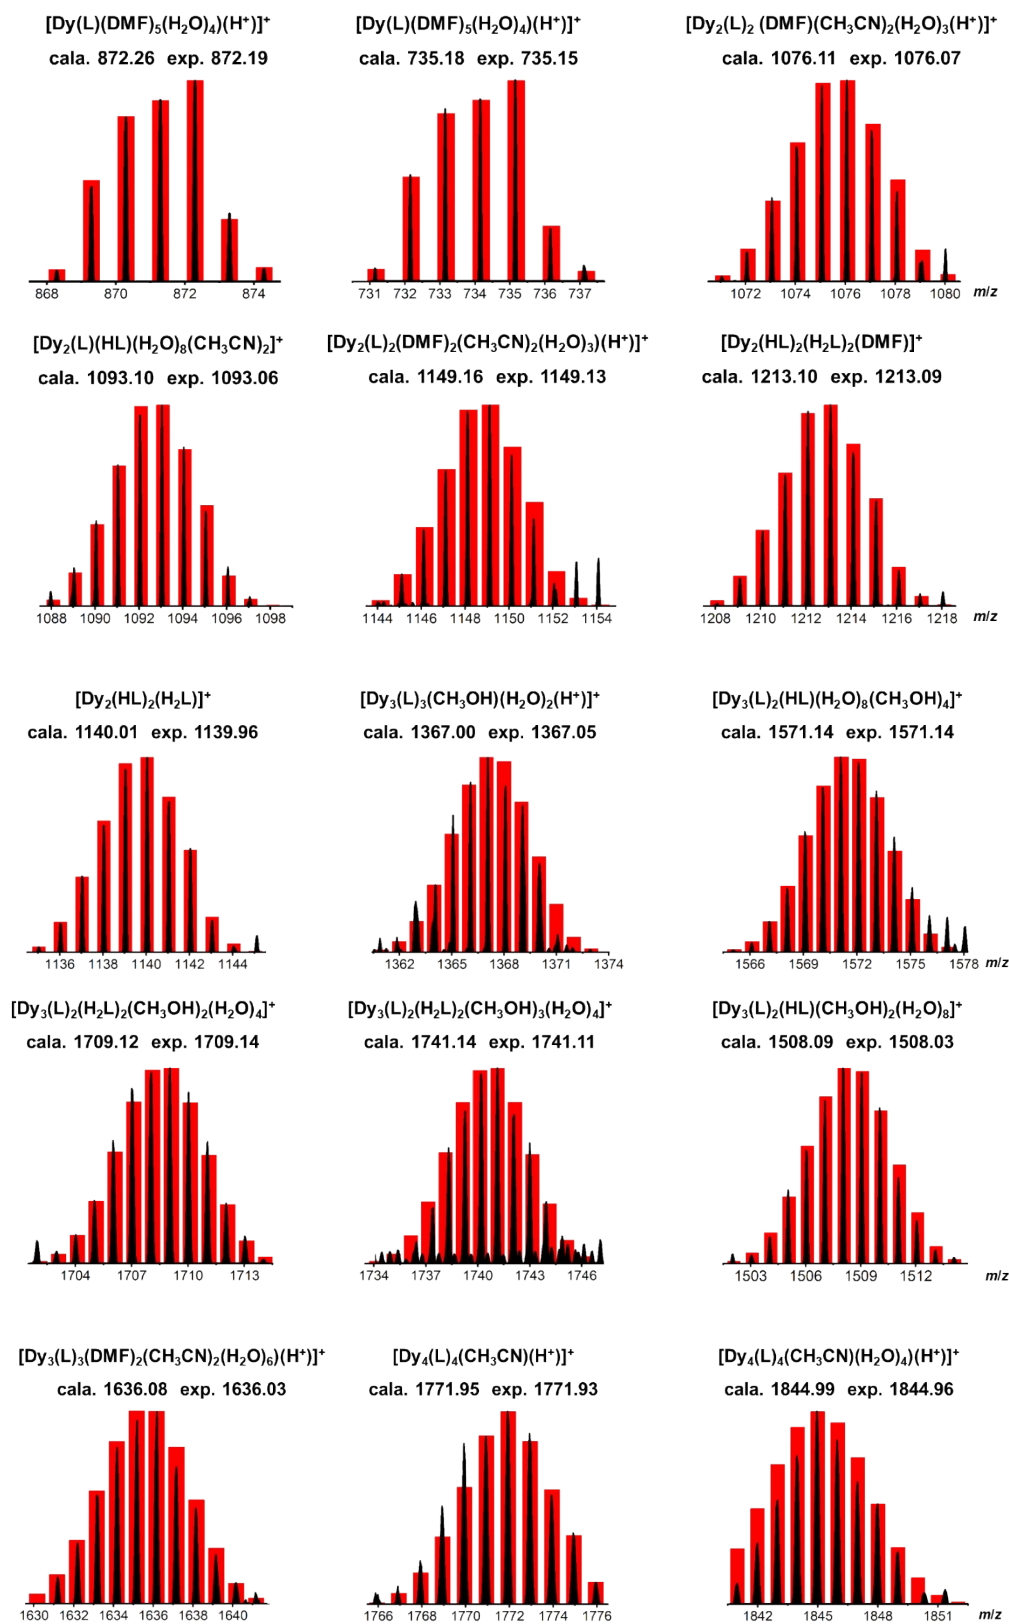 [Dy(L)(DMF)₅(H₂O)₄)(H⁺)]⁺ [Dy(L)(DMF)₅(H₂O)₄)(H⁺)]⁺ [Dy₂(L)₂ (DMF)(CH₃CN)₂(H₂O)₃(H⁺)]⁺
cala. 872.26 exp. 872.19 cala. 735.18 exp. 735.15 cala. 1076.11 exp. 1076.07
868 870 872 874 731 732 733 734 735 736 737 1072 1074 1076 1078 1080 m/z
[Dy₂(L)(HL)(H₂O)₈(CH₃CN)₂]⁺ [Dy₂(L)₂(DMF)₂(CH₃CN)₂(H₂O)₃)(H⁺)]⁺ [Dy₂(HL)₂(H₂L)₂(DMF)]⁺
cala. 1093.10 exp. 1093.06 cala. 1149.16 exp. 1149.13 cala. 1213.10 exp. 1213.09
1088 1090 1092 1094 1096 1098 1144 1146 1148 1150 1152 1154 1208 1210 1212 1214 1216 1218 m/z
[Dy₂(HL)₂(H₂L)]⁺ [Dy₃(L)₃(CH₃OH)(H₂O)₂(H⁺)]⁺ [Dy₃(L)₂(HL)(H₂O)₈(CH₃OH)₄]⁺
cala. 1140.01 exp. 1139.96 cala. 1367.00 exp. 1367.05 cala. 1571.14 exp. 1571.14
1136 1138 1140 1142 1144 1362 1365 1368 1371 1374 1566 1569 1572 1575 1578 m/z
[Dy₃(L)₂(H₂L)₂(CH₃OH)₂(H₂O)₄]⁺ [Dy₃(L)₂(H₂L)₂(CH₃OH)₃(H₂O)₄]⁺ [Dy₃(L)₂(HL)(CH₃OH)₂(H₂O)₈]⁺
cala. 1709.12 exp. 1709.14 cala. 1741.14 exp. 1741.11 cala. 1508.09 exp. 1508.03
1704 1707 1710 1713 1734 1737 1740 1743 1746 1503 1506 1509 1512 m/z
[Dy₃(L)₃(DMF)₂(CH₃CN)₂(H₂O)₆)(H⁺)]⁺ [Dy₄(L)₄(CH₃CN)(H⁺)]⁺ [Dy₄(L)₄(CH₃CN)(H₂O)₄)(H⁺)]⁺
cala. 1636.08 exp. 1636.03 cala. 1771.95 exp. 1771.93 cala. 1844.99 exp. 1844.96
1630 1632 1634 1636 1638 1640 1766 1768 1770 1772 1774 1776 1842 1845 1848 1851 m/z